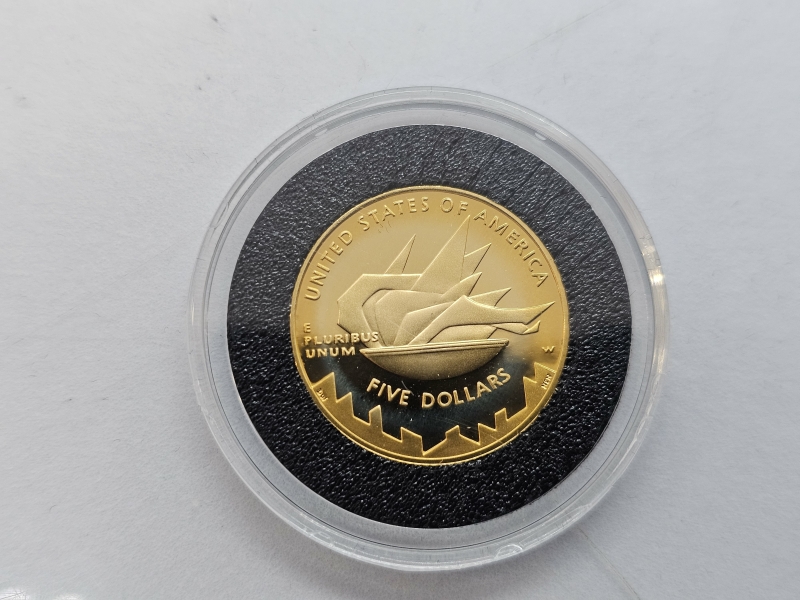 UNITED STATES OF AMERICA
E
PLURIBUS
UNUM
W
FIVE DOLLARS